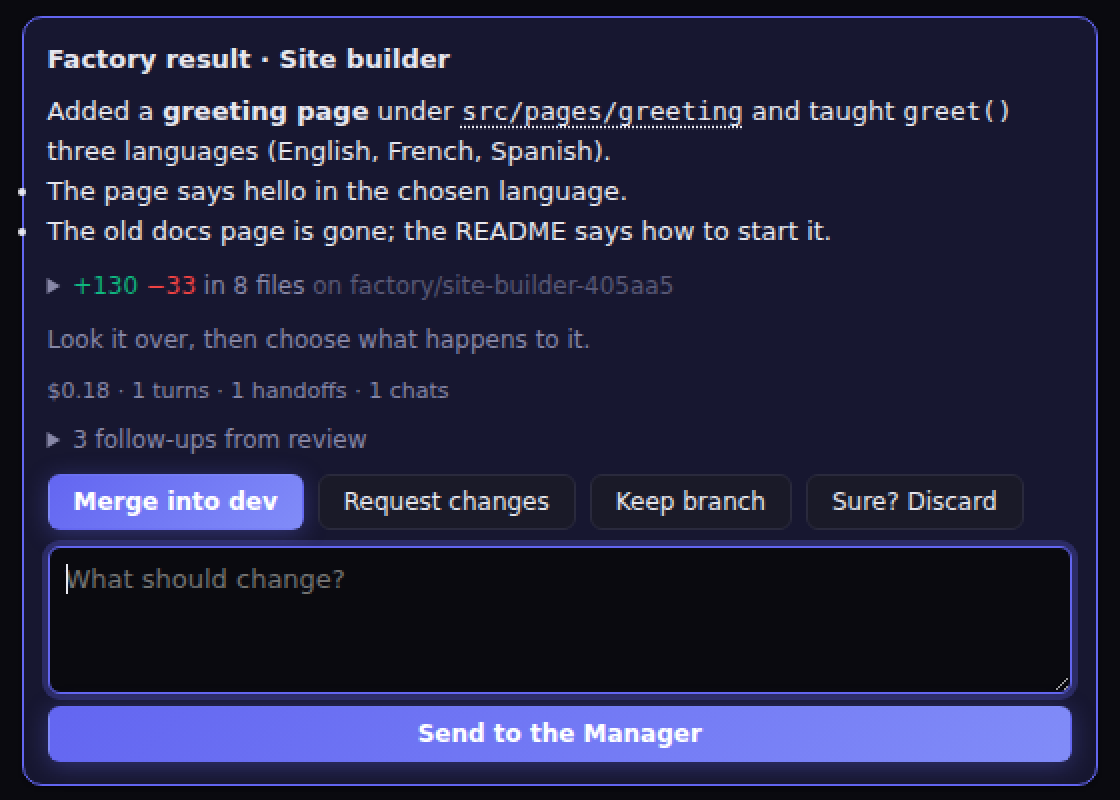 Factory result · Site builder
Added a greeting page under src/pages/greeting and taught greet()
three languages (English, French, Spanish).
• The page says hello in the chosen language.
• The old docs page is gone; the README says how to start it.
▶ +130 −33 in 8 files on factory/site-builder-405aa5
Look it over, then choose what happens to it.
$0.18 · 1 turns · 1 handoffs · 1 chats
▶ 3 follow-ups from review
Merge into dev Request changes Keep branch Sure? Discard
What should change?
Send to the Manager